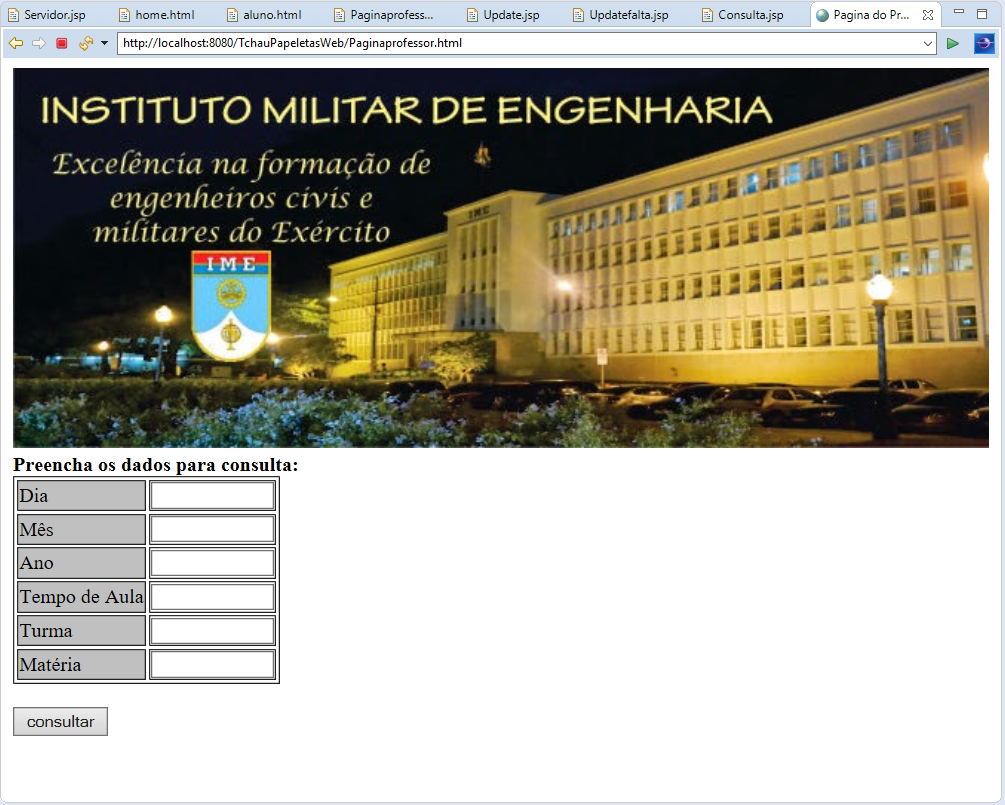 Servidor.jsp home.html aluno.html Paginaprofess... Update.jsp Updatefalta.jsp Consulta.jsp Pagina do Pr...
http://localhost:8080/TchauPapeletasWeb/Paginaprofessor.html
INSTITUTO MILITAR DE ENGENHARIA
Excelência na formação de
engenheiros civis e
militares do Exército
IME
I M E
Preencha os dados para consulta:
Dia
Mês
Ano
Tempo de Aula
Turma
Matéria
consultar